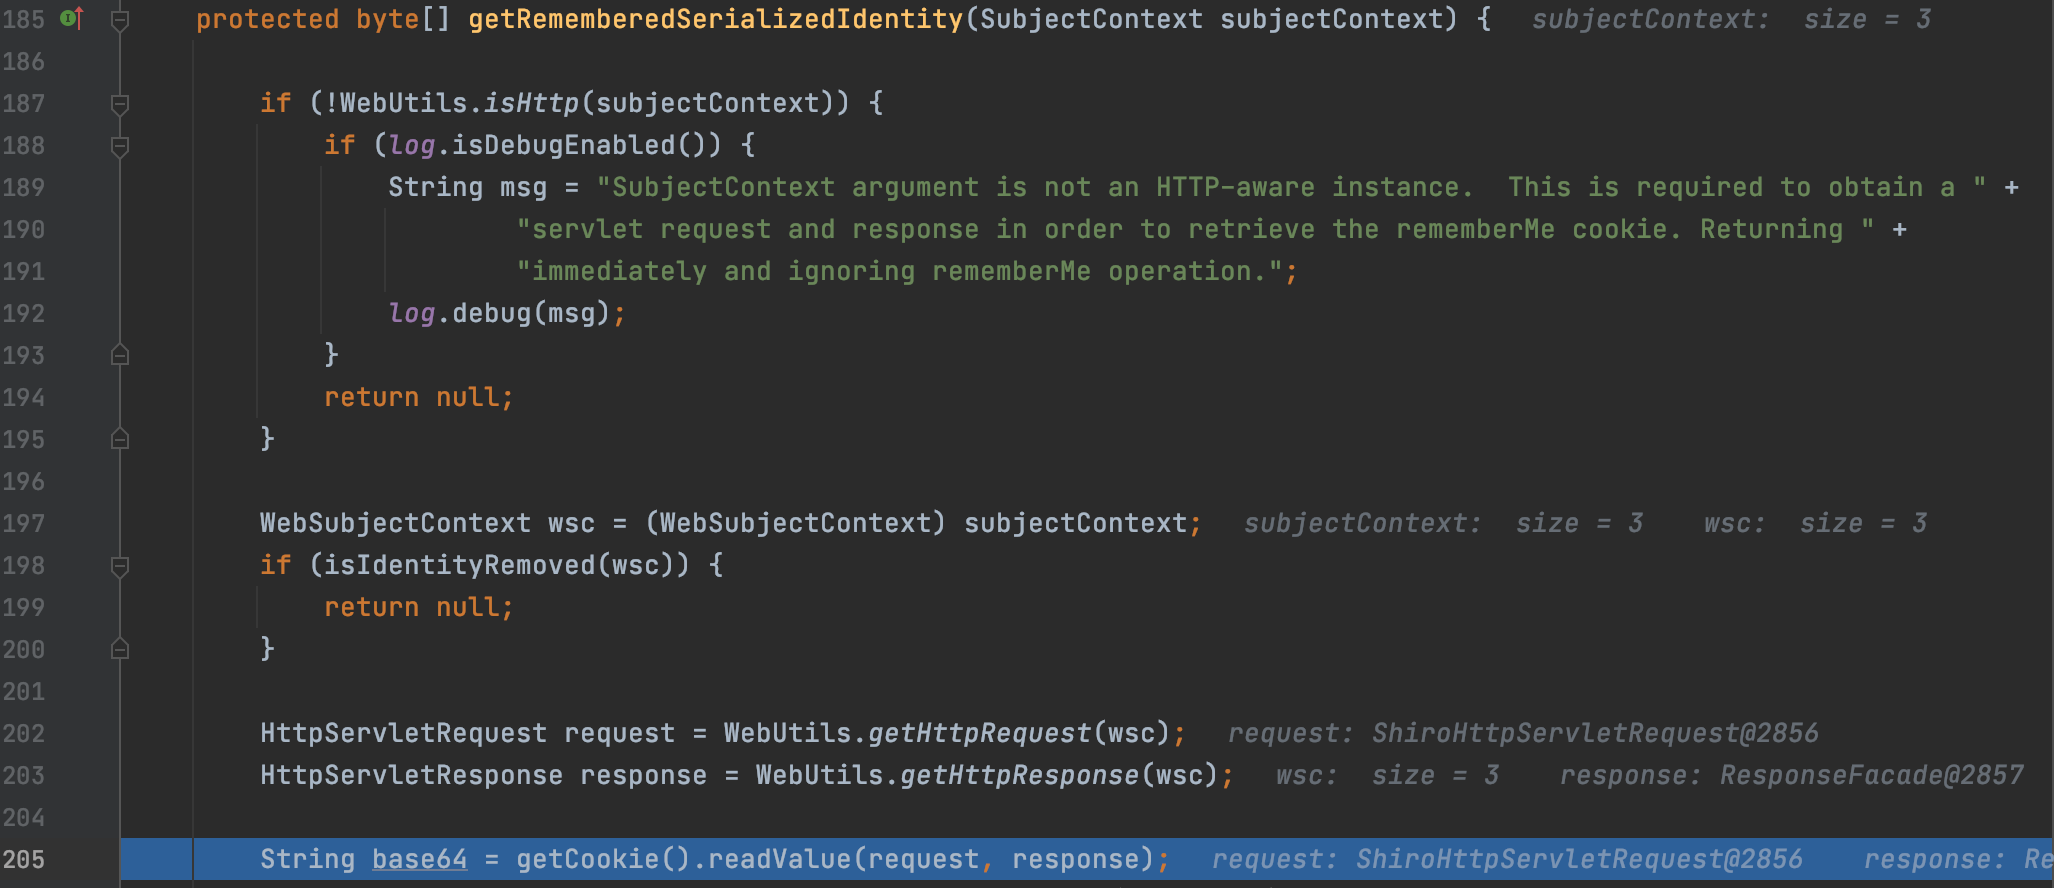 185 protected byte[] getRememberedSerializedIdentity(SubjectContext subjectContext) { subjectContext: size = 3
186
187 if (!WebUtils.isHttp(subjectContext)) {
188 if (log.isDebugEnabled()) {
189 String msg = "SubjectContext argument is not an HTTP-aware instance.  This is required to obtain a " +
190 "servlet request and response in order to retrieve the rememberMe cookie. Returning " +
191 "immediately and ignoring rememberMe operation.";
192 log.debug(msg);
193 }
194 return null;
195 }
196
197 WebSubjectContext wsc = (WebSubjectContext) subjectContext; subjectContext: size = 3 wsc: size = 3
198 if (isIdentityRemoved(wsc)) {
199 return null;
200 }
201
202 HttpServletRequest request = WebUtils.getHttpRequest(wsc); request: ShiroHttpServletRequest@2856
203 HttpServletResponse response = WebUtils.getHttpResponse(wsc); wsc: size = 3 response: ResponseFacade@2857
204
205 String base64 = getCookie().readValue(request, response); request: ShiroHttpServletRequest@2856 response: Re